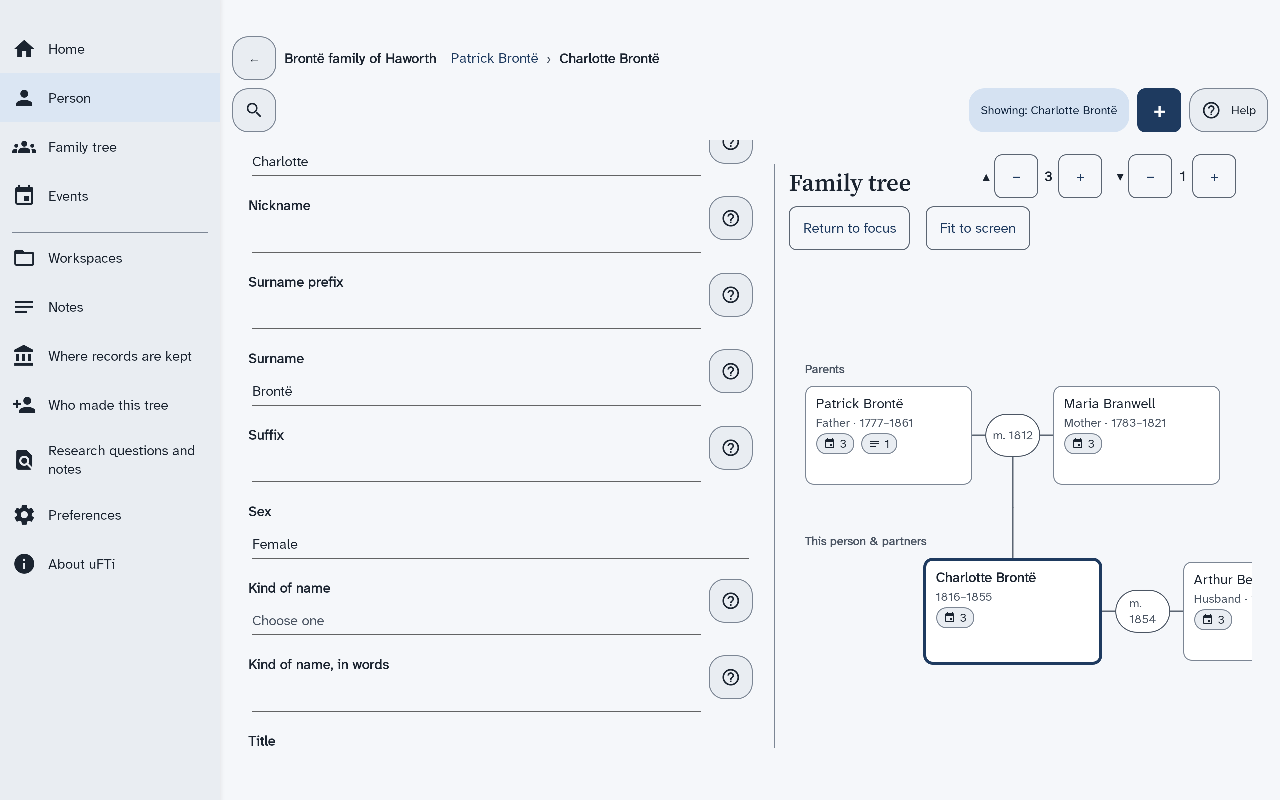 Home
Person
Family tree
Events
Workspaces
Notes
Where records are kept
Who made this tree
Research questions and
notes
Preferences
About uFTi
← Brontë family of Haworth Patrick Brontë › Charlotte Brontë
Showing: Charlotte Brontë + Help
Charlotte
Nickname
Surname prefix
Surname
Brontë
Suffix
Sex
Female
Kind of name
Choose one
Kind of name, in words
Title
Family tree
▲ − 3 + ▼ − 1 +
Return to focus Fit to screen
Parents
Patrick Brontë
Father · 1777–1861
3 1
m. 1812
Maria Branwell
Mother · 1783–1821
3
This person & partners
Charlotte Brontë
1816–1855
3
m.
1854
Arthur Be
Husband ·
3